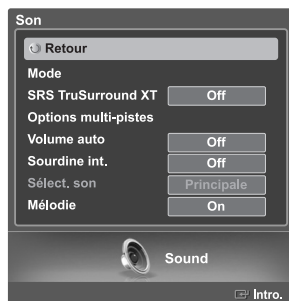 Son
Retour
Mode
SRS TruSurround XT Off
Options multi-pistes
Volume auto Off
Sourdine int. Off
Sélect. son Principale
Mélodie On
Sound
Intro.